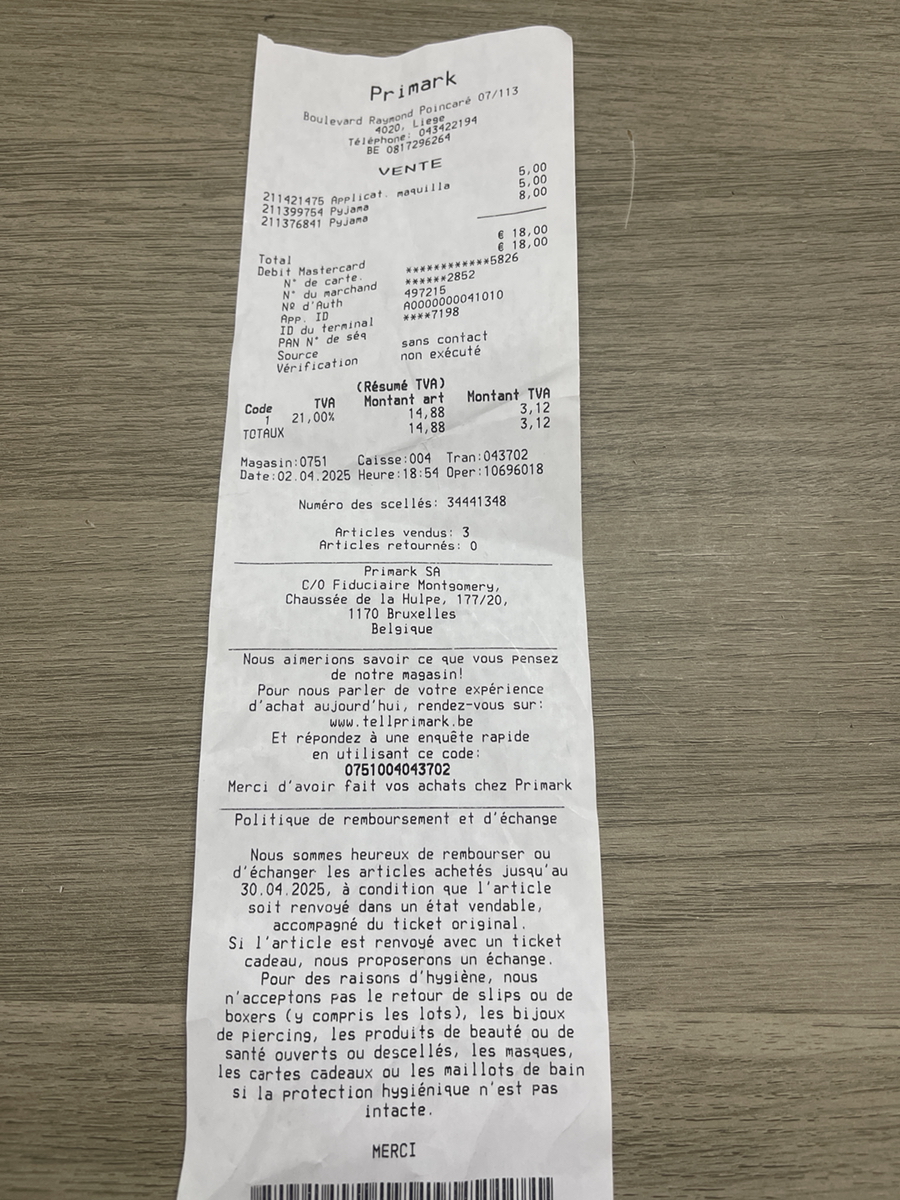 Primark
Boulevard Raymond Poincaré 07/113
4020, Liege
Téléphone: 043422194
BE 0817296264
VENTE
211421475 Applicat. maquilla 5,00
211399754 Pyjama 5,00
211376841 Pyjama 8,00
Total € 18,00
Debit Mastercard € 18,00
N° de carte. ************5826
N° du marchand ******2852
Nº d'Auth 497215
App. ID A0000000041010
ID du terminal ****7198
PAN N° de séq
Source sans contact
Vérification non exécuté
(Résumé TVA)
Code TVA Montant art Montant TVA
1 21,00% 14,88 3,12
TOTAUX 14,88 3,12
Magasin:0751 Caisse:004 Tran:043702
Date:02.04.2025 Heure:18:54 Oper:10696018
Numéro des scellés: 34441348
Articles vendus: 3
Articles retournés: 0
Primark SA
C/O Fiduciaire Montgomery,
Chaussée de la Hulpe, 177/20,
1170 Bruxelles
Belgique
Nous aimerions savoir ce que vous pensez
de notre magasin!
Pour nous parler de votre expérience
d'achat aujourd'hui, rendez-vous sur:
www.tellprimark.be
Et répondez à une enquête rapide
en utilisant ce code:
0751004043702
Merci d'avoir fait vos achats chez Primark
Politique de remboursement et d'échange
Nous sommes heureux de rembourser ou
d'échanger les articles achetés jusqu'au
30.04.2025, à condition que l'article
soit renvoyé dans un état vendable,
accompagné du ticket original.
Si l'article est renvoyé avec un ticket
cadeau, nous proposerons un échange.
Pour des raisons d'hygiène, nous
n'acceptons pas le retour de slips ou de
boxers (y compris les lots), les bijoux
de piercing, les produits de beauté ou de
santé ouverts ou descellés, les masques,
les cartes cadeaux ou les maillots de bain
si la protection hygiénique n'est pas
intacte.
MERCI